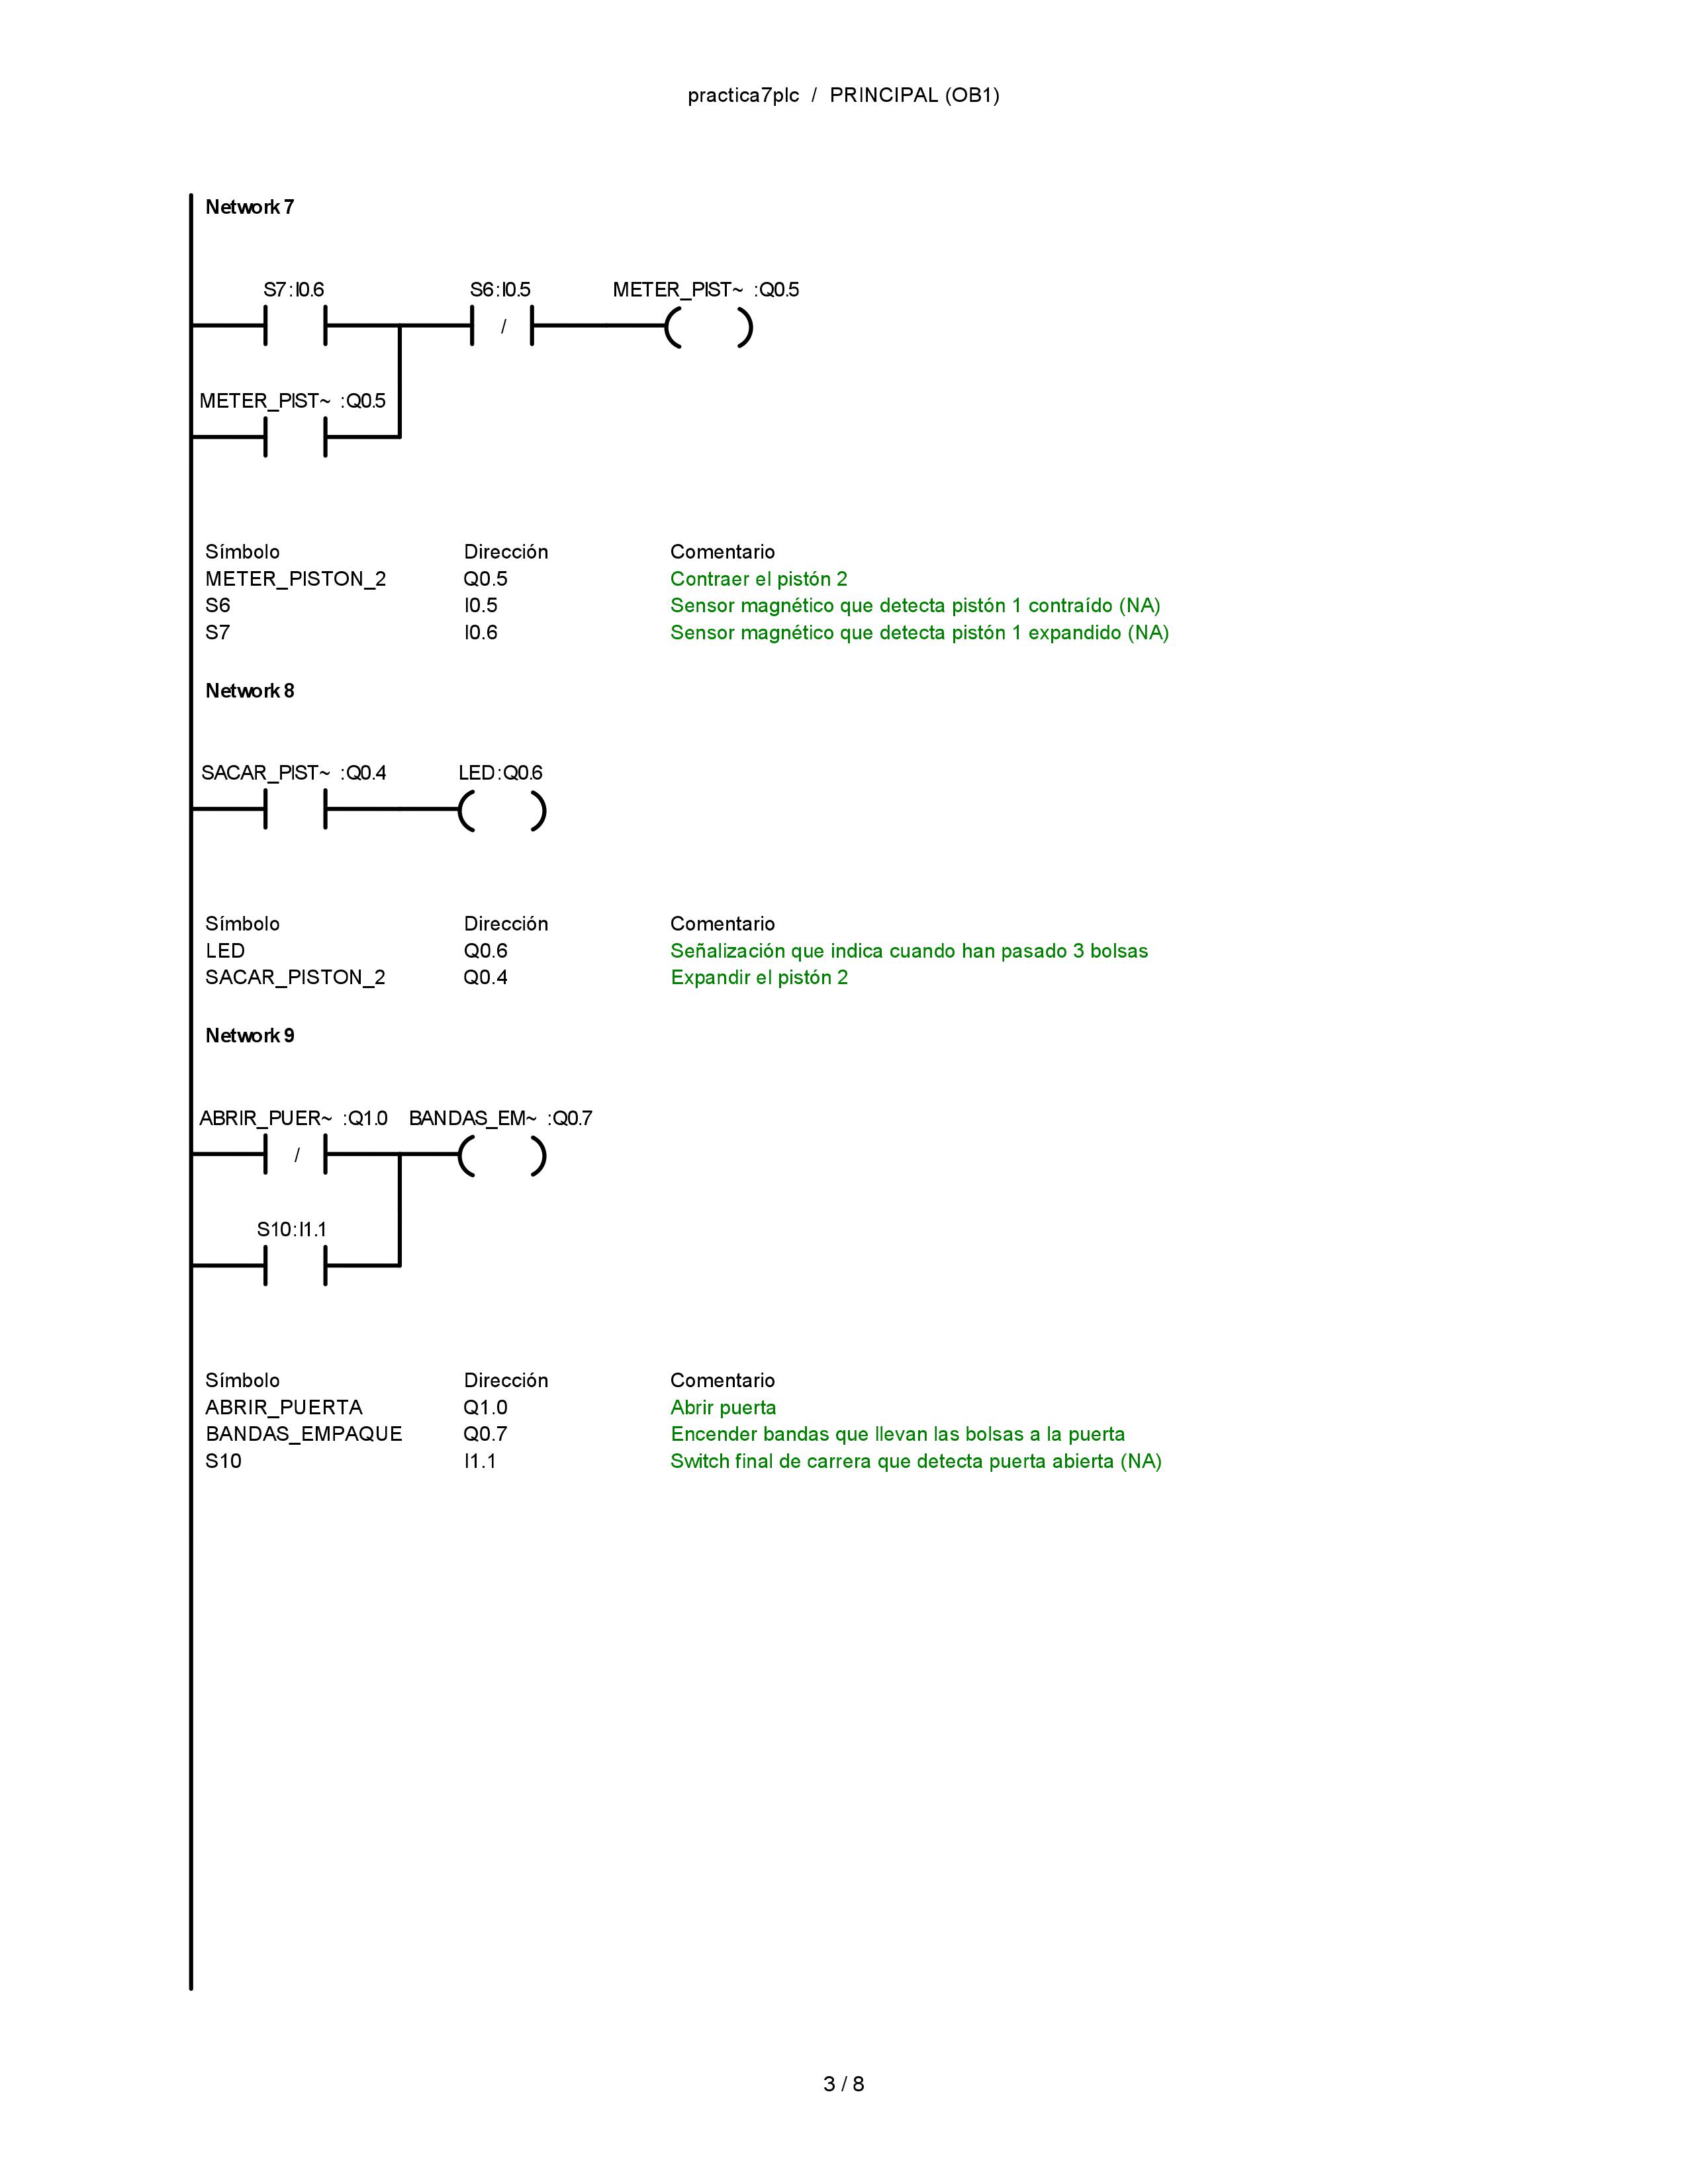 practica7plc / PRINCIPAL (OB1)
Network 7
S7:I0.6 S6:I0.5 METER_PIST~ :Q0.5
/
METER_PIST~ :Q0.5
Símbolo Dirección Comentario
METER_PISTON_2 Q0.5 Contraer el pistón 2
S6 I0.5 Sensor magnético que detecta pistón 1 contraído (NA)
S7 I0.6 Sensor magnético que detecta pistón 1 expandido (NA)
Network 8
SACAR_PIST~ :Q0.4 LED:Q0.6
Símbolo Dirección Comentario
LED Q0.6 Señalización que indica cuando han pasado 3 bolsas
SACAR_PISTON_2 Q0.4 Expandir el pistón 2
Network 9
ABRIR_PUER~ :Q1.0 BANDAS_EM~ :Q0.7
/
S10:I1.1
Símbolo Dirección Comentario
ABRIR_PUERTA Q1.0 Abrir puerta
BANDAS_EMPAQUE Q0.7 Encender bandas que llevan las bolsas a la puerta
S10 I1.1 Switch final de carrera que detecta puerta abierta (NA)
3 / 8